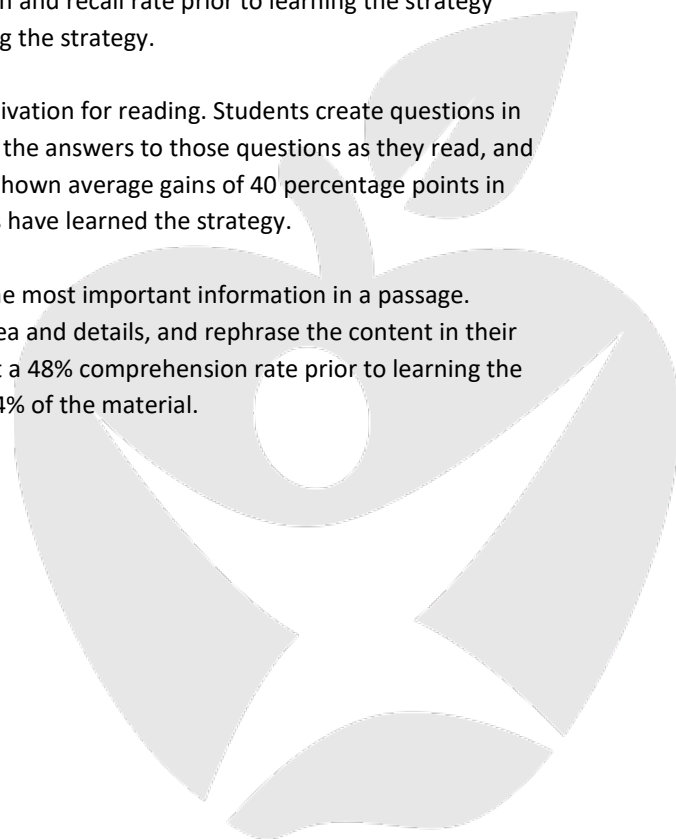 and recall rate prior to learning the strategy
g the strategy.
ivation for reading. Students create questions in
the answers to those questions as they read, and
hown average gains of 40 percentage points in
have learned the strategy.
e most important information in a passage.
ea and details, and rephrase the content in their
a 48% comprehension rate prior to learning the
4% of the material.